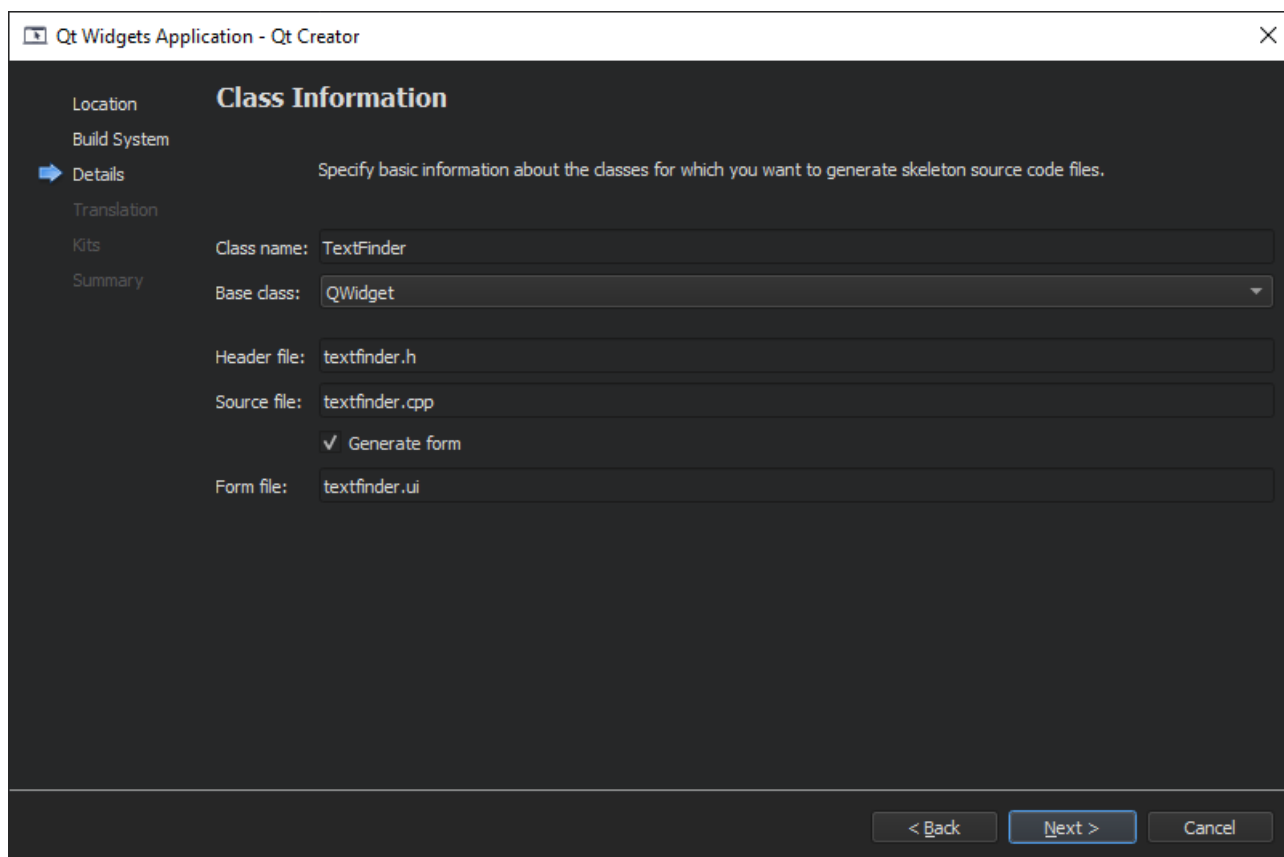 Qt Widgets Application - Qt Creator
Location
Build System
Details
Translation
Kits
Summary
Class Information
Specify basic information about the classes for which you want to generate skeleton source code files.
Class name: TextFinder
Base class: QWidget
Header file: textfinder.h
Source file: textfinder.cpp
Generate form
Form file: textfinder.ui
< Back Next > Cancel